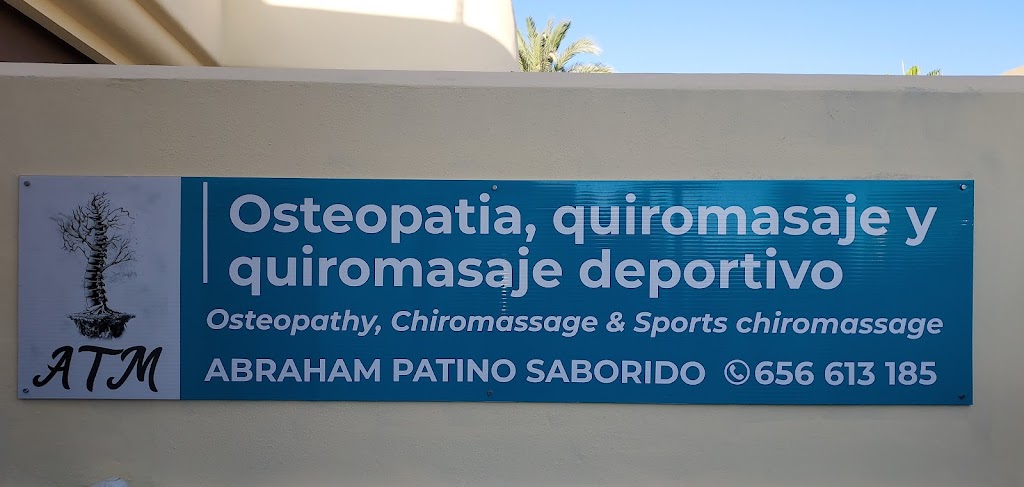 Osteopatia, quiromasaje y
quiromasaje deportivo
Osteopathy, Chiromassage & Sports chiromassage
ABRAHAM PATINO SABORIDO 656 613 185
ATM